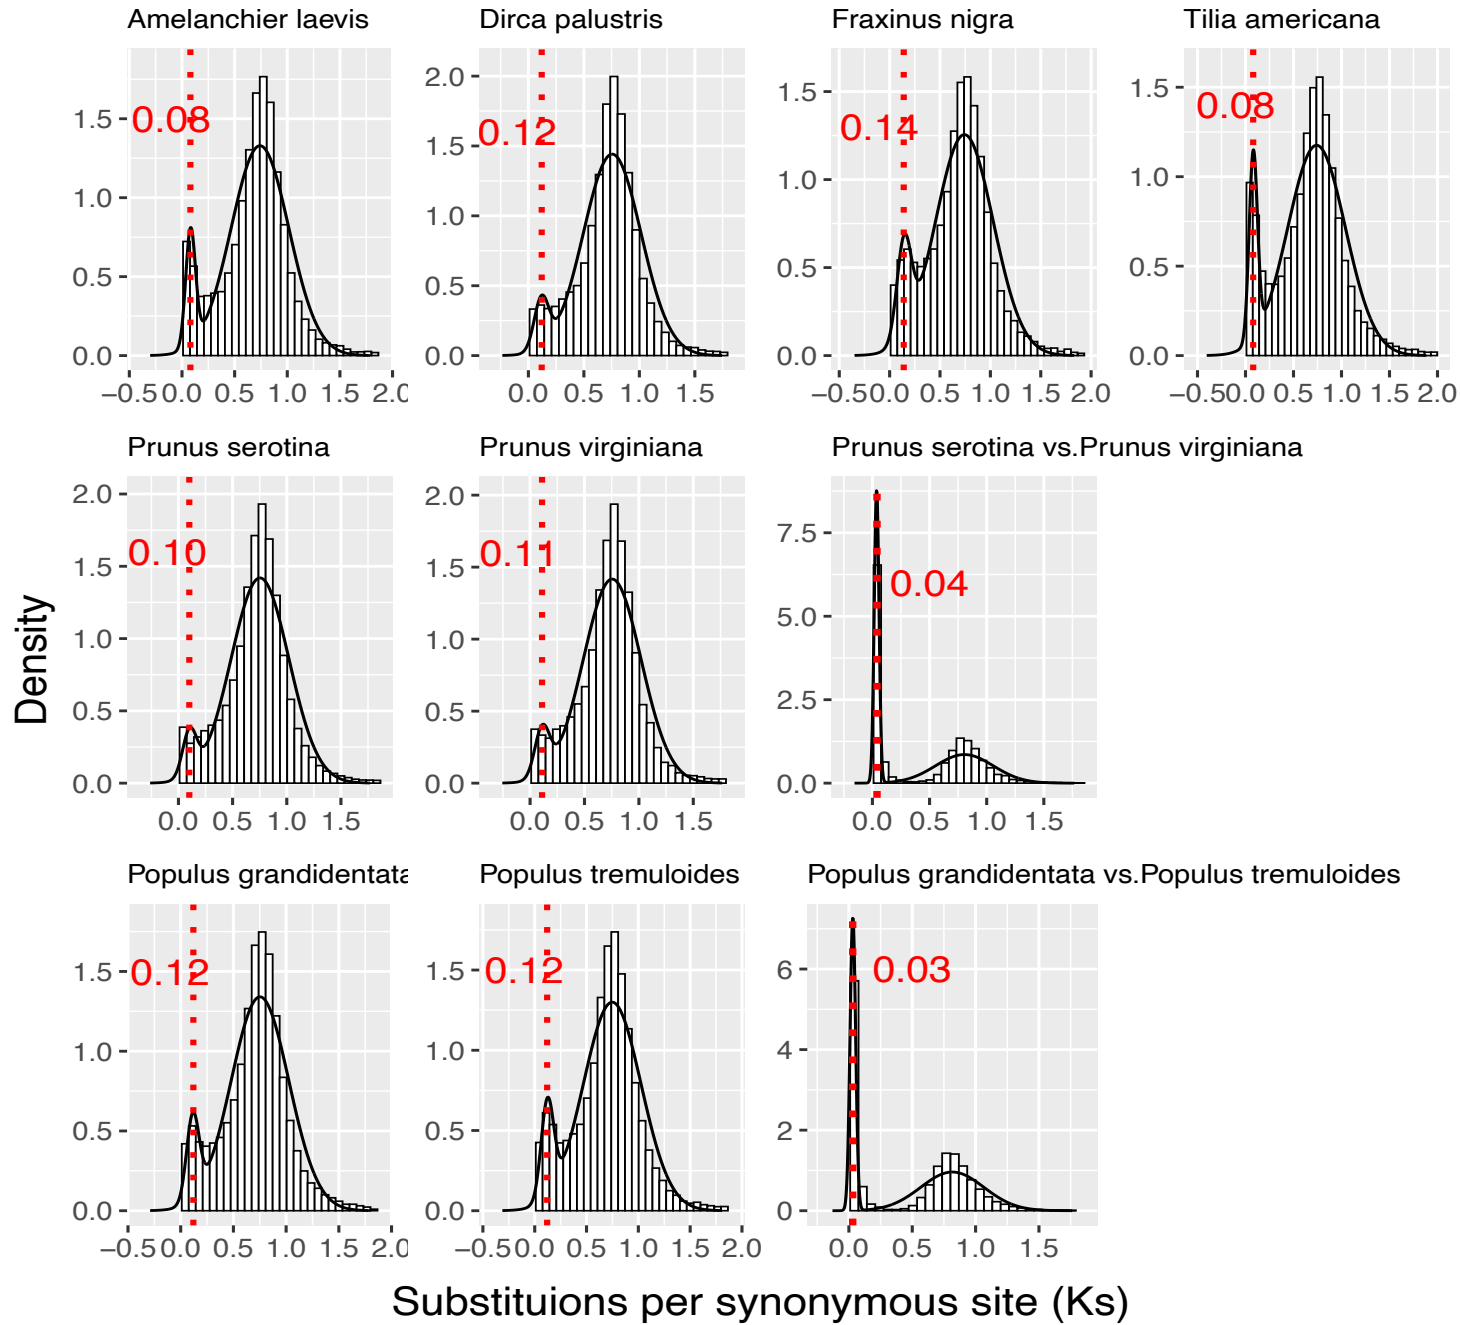 Amelanchier laevis
Dirca palustris
Fraxinus nigra
Tilia americana
0.08
0.12
0.14
0.08
0.0
0.5
1.0
1.5
0.0
0.5
1.0
1.5
2.0
0.0
0.5
1.0
1.5
0.0
0.5
1.0
1.5
−0.5 0.0 0.5 1.0 1.5 2.0
0.0 0.5 1.0 1.5
−0.5 0.0 0.5 1.0 1.5 2.0
−0.5 0.0 0.5 1.0 1.5 2.0
Prunus serotina
Prunus virginiana
Prunus serotina vs.Prunus virginiana
0.10
0.11
0.04
0.0
0.5
1.0
1.5
2.0
0.0
0.5
1.0
1.5
2.0
0.0
2.5
5.0
7.5
0.0 0.5 1.0 1.5
0.0 0.5 1.0 1.5
0.0 0.5 1.0 1.5
Density
Populus grandidentata
Populus tremuloides
Populus grandidentata vs.Populus tremuloides
0.12
0.12
0.03
0.0
0.5
1.0
1.5
0.0
0.5
1.0
1.5
0
2
4
6
−0.5 0.0 0.5 1.0 1.5 2.0
−0.5 0.0 0.5 1.0 1.5 2.0
0.0 0.5 1.0 1.5
Substituions per synonymous site (Ks)